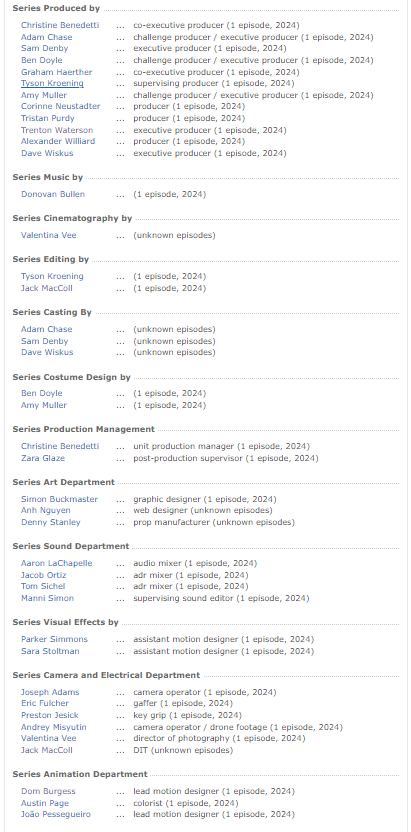 Series Produced by
Christine Benedetti ... co-executive producer (1 episode, 2024)
Adam Chase ... challenge producer / executive producer (1 episode, 2024)
Sam Denby ... executive producer (1 episode, 2024)
Ben Doyle ... challenge producer / executive producer (1 episode, 2024)
Graham Haerther ... co-executive producer (1 episode, 2024)
Tyson Kroening ... supervising producer (1 episode, 2024)
Amy Muller ... challenge producer / executive producer (1 episode, 2024)
Corinne Neustadter ... producer (1 episode, 2024)
Tristan Purdy ... producer (1 episode, 2024)
Trenton Waterson ... executive producer (1 episode, 2024)
Alexander Williard ... producer (1 episode, 2024)
Dave Wiskus ... executive producer (1 episode, 2024)
Series Music by
Donovan Bullen ... (1 episode, 2024)
Series Cinematography by
Valentina Vee ... (unknown episodes)
Series Editing by
Tyson Kroening ... (1 episode, 2024)
Jack MacColl ... (1 episode, 2024)
Series Casting By
Adam Chase ... (unknown episodes)
Sam Denby ... (unknown episodes)
Dave Wiskus ... (unknown episodes)
Series Costume Design by
Ben Doyle ... (1 episode, 2024)
Amy Muller ... (1 episode, 2024)
Series Production Management
Christine Benedetti ... unit production manager (1 episode, 2024)
Zara Glaze ... post-production supervisor (1 episode, 2024)
Series Art Department
Simon Buckmaster ... graphic designer (1 episode, 2024)
Anh Nguyen ... web designer (unknown episodes)
Denny Stanley ... prop manufacturer (unknown episodes)
Series Sound Department
Aaron LaChapelle ... audio mixer (1 episode, 2024)
Jacob Ortiz ... adr mixer (1 episode, 2024)
Tom Sichel ... adr mixer (1 episode, 2024)
Manni Simon ... supervising sound editor (1 episode, 2024)
Series Visual Effects by
Parker Simmons ... assistant motion designer (1 episode, 2024)
Sara Stoltman ... assistant motion designer (1 episode, 2024)
Series Camera and Electrical Department
Joseph Adams ... camera operator (1 episode, 2024)
Eric Fulcher ... gaffer (1 episode, 2024)
Preston Jesick ... key grip (1 episode, 2024)
Andrey Misyutin ... camera operator / drone footage (1 episode, 2024)
Valentina Vee ... director of photography (1 episode, 2024)
Jack MacColl ... DIT (unknown episodes)
Series Animation Department
Dom Burgess ... lead motion designer (1 episode, 2024)
Austin Page ... colorist (1 episode, 2024)
João Pessegueiro ... lead motion designer (1 episode, 2024)